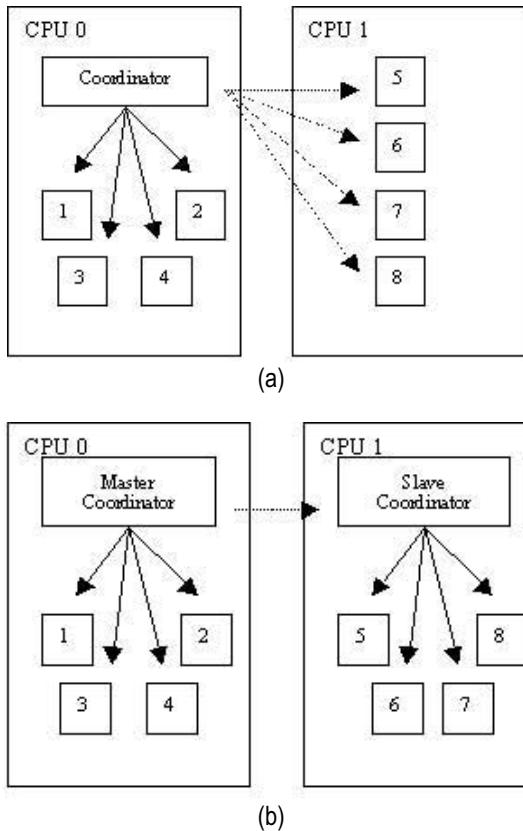 CPU 0
CPU 1
Coordinator
5
6
1
2
7
3
4
8
(a)
CPU 0
CPU 1
Master
Coordinator
Slave
Coordinator
1
2
5
8
3
4
6
7
(b)